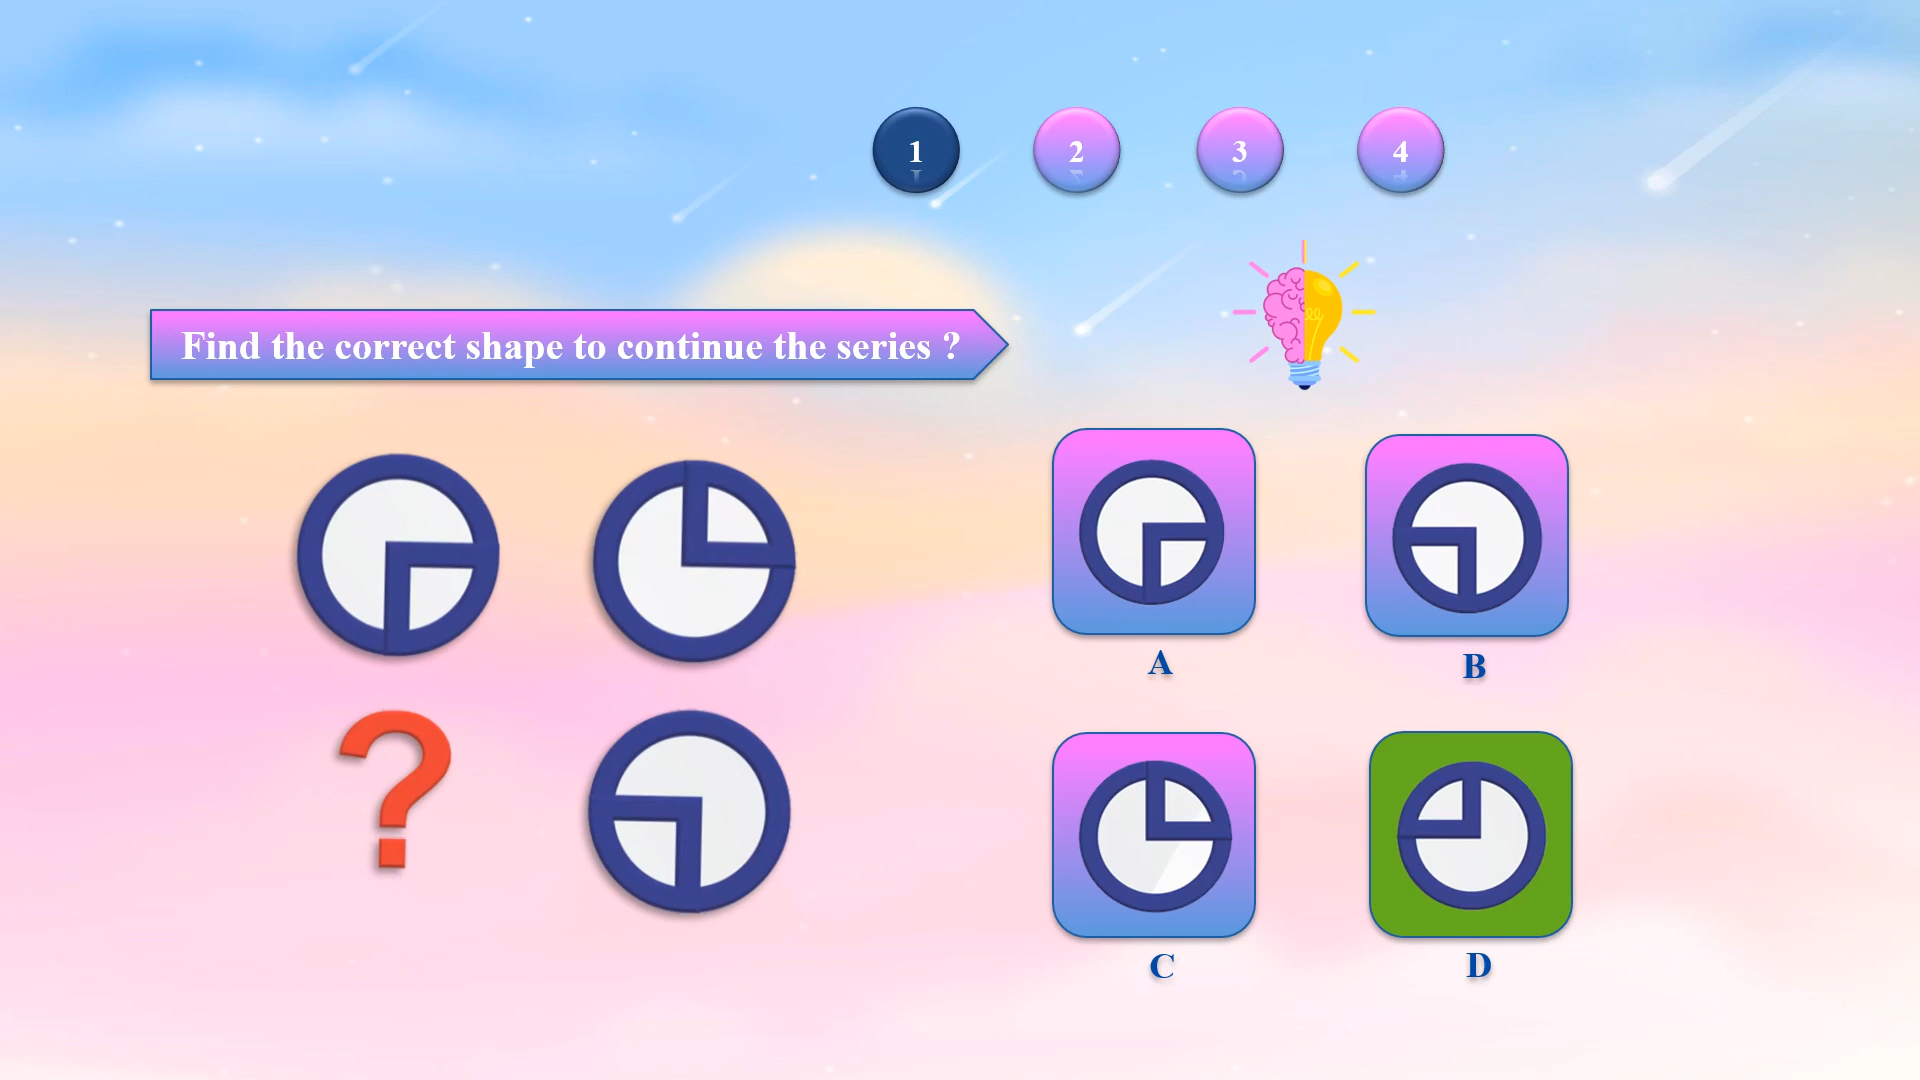 1 2 3 4
Find the correct shape to continue the series ?
?
A B
C D